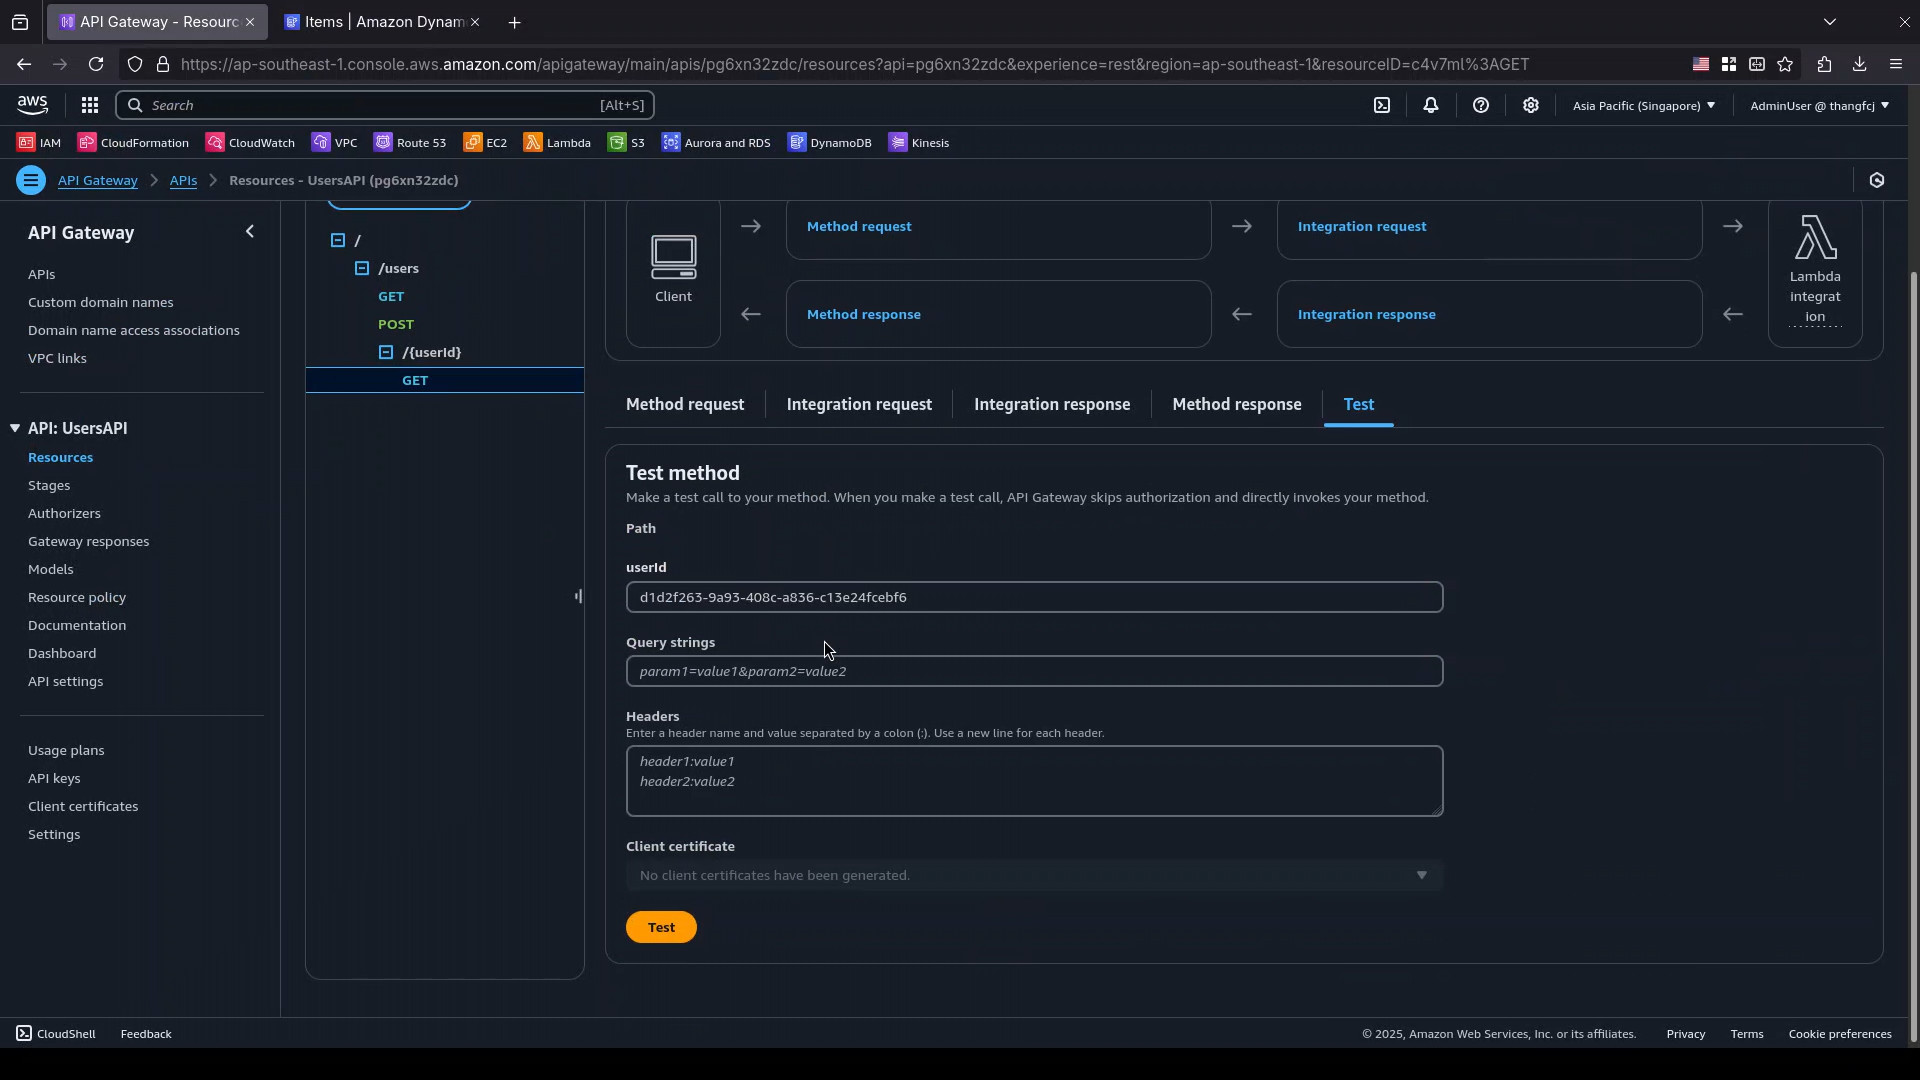 API Gateway - Resourc
Items | Amazon Dynam
https://ap-southeast-1.console.aws.amazon.com/apigateway/main/apis/pg6xn32zdc/resources?api=pg6xn32zdc&experience=rest&region=ap-southeast-1&resourceID=c4v7ml%3AGET
aws
Search
[Alt+S]
Asia Pacific (Singapore)
AdminUser @ thangfcj
IAM
CloudFormation
CloudWatch
VPC
Route 53
EC2
Lambda
S3
Aurora and RDS
DynamoDB
Kinesis
API Gateway
APIs
Resources - UsersAPI (pg6xn32zdc)
API Gateway
APIs
Custom domain names
Domain name access associations
VPC links
API: UsersAPI
Resources
Stages
Authorizers
Gateway responses
Models
Resource policy
Documentation
Dashboard
API settings
Usage plans
API keys
Client certificates
Settings
/
/users
GET
POST
/{userId}
GET
Client
Method request
Integration request
Method response
Integration response
Lambda
integrat
ion
Method request
Integration request
Integration response
Method response
Test
Test method
Make a test call to your method. When you make a test call, API Gateway skips authorization and directly invokes your method.
Path
userId
d1d2f263-9a93-408c-a836-c13e24fcebf6
Query strings
param1=value1&param2=value2
Headers
Enter a header name and value separated by a colon (:). Use a new line for each header.
header1:value1
header2:value2
Client certificate
No client certificates have been generated.
Test
CloudShell
Feedback
© 2025, Amazon Web Services, Inc. or its affiliates.
Privacy
Terms
Cookie preferences